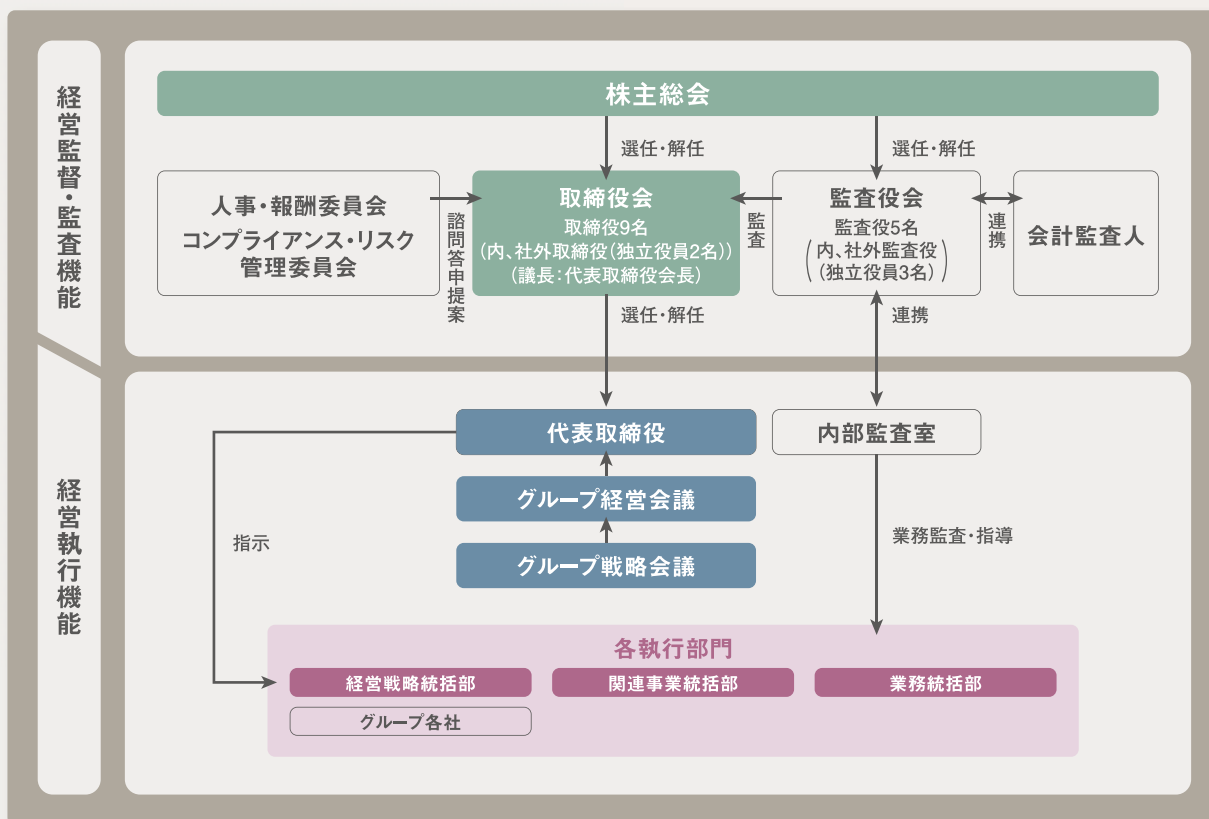 経営監督・監査機能
株主総会
選任・解任
選任・解任
人事・報酬委員会
コンプライアンス・リスク
管理委員会
諮問答申提案
取締役会
取締役9名
(内、社外取締役(独立役員2名))
(議長:代表取締役会長)
監査
監査役会
監査役5名
(内、社外監査役
(独立役員3名))
連携
会計監査人
選任・解任
連携
経営執行機能
代表取締役
内部監査室
グループ経営会議
グループ戦略会議
指示
業務監査・指導
各執行部門
経営戦略統括部
関連事業統括部
業務統括部
グループ各社